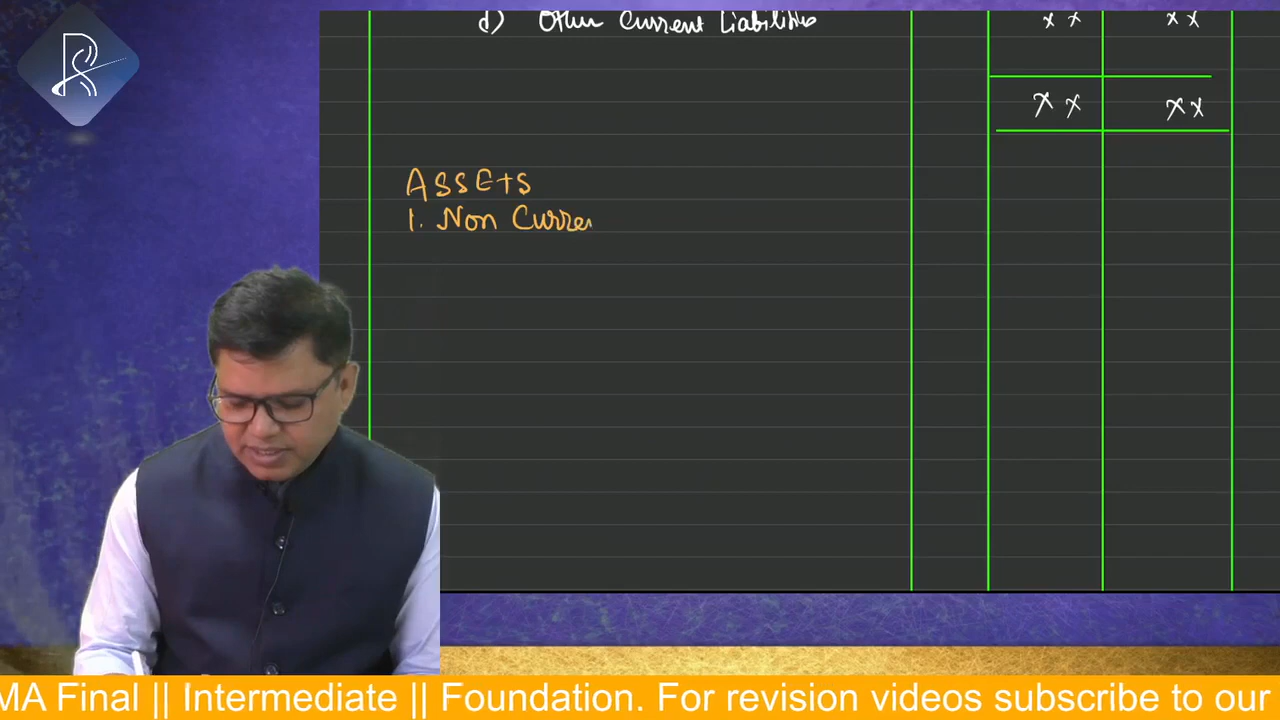 d) Other Current Liabilities x x x x
x x x x
ASSEtS
1. Non Curre
MA Final || Intermediate || Foundation. For revision videos subscribe to our